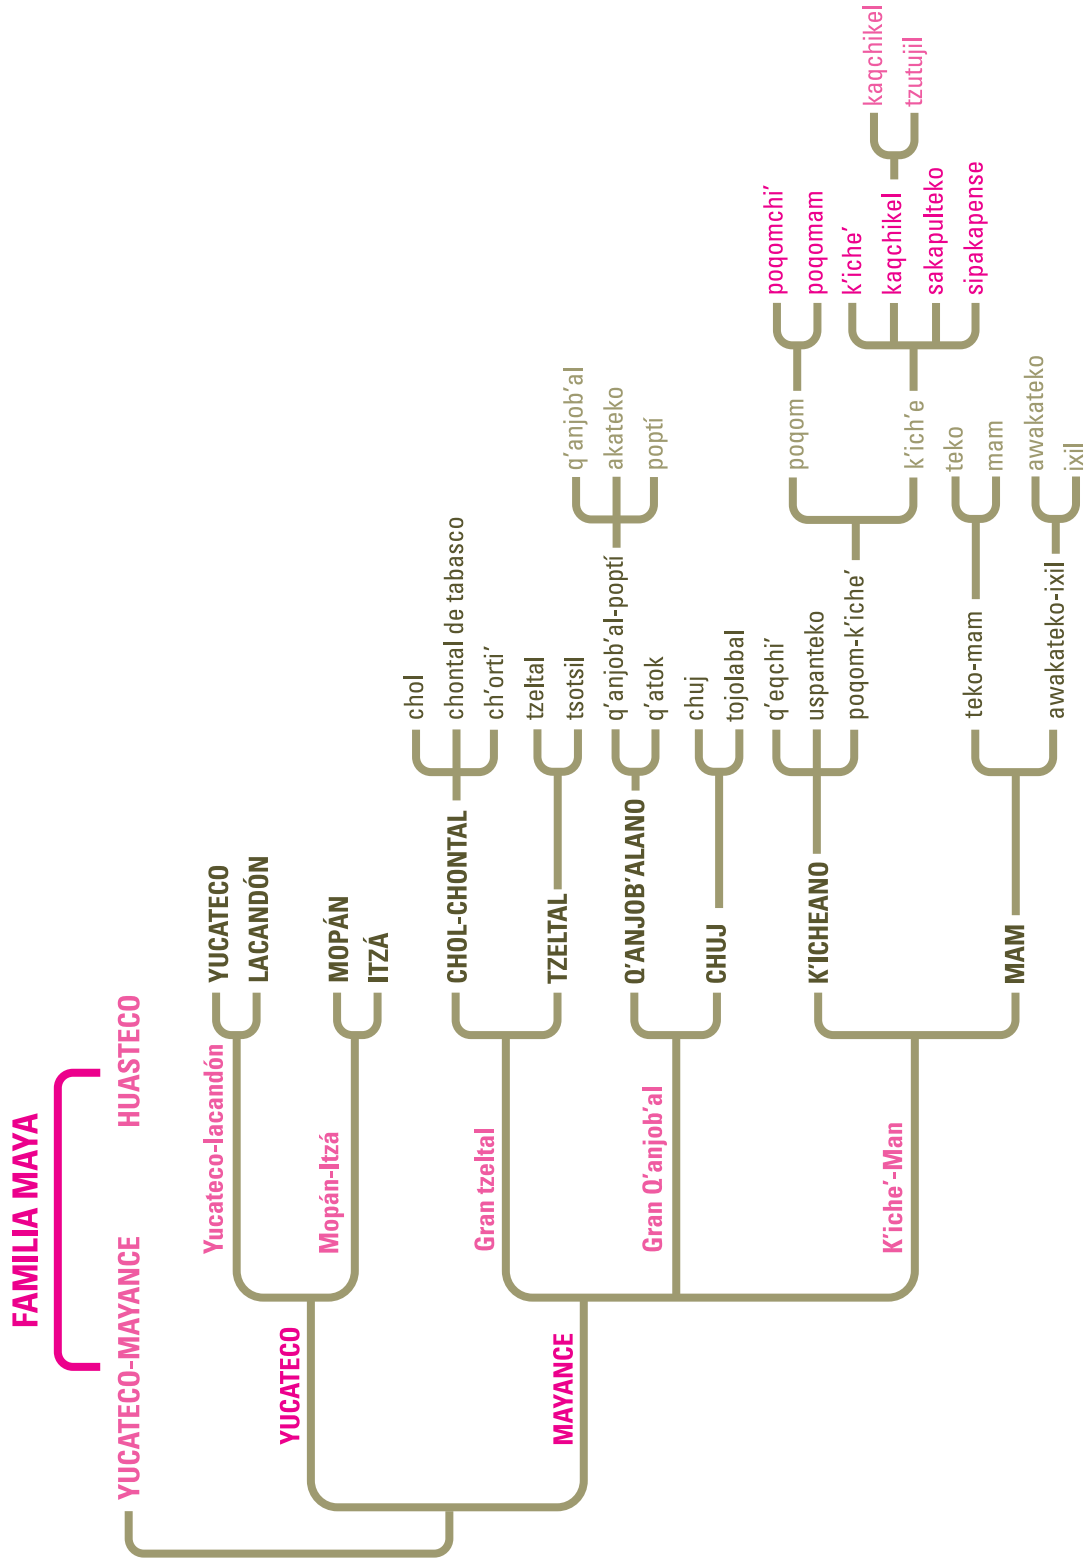 FAMILIA MAYA
YUCATECO-MAYANCE
HUASTECO
YUCATECO
Yucateco-lacandón
YUCATECO
LACANDÓN
Mopán-Itzá
MOPÁN
ITZÁ
MAYANCE
Gran tzeltal
CHOL-CHONTAL
chol
chontal de tabasco
ch’orti’
TZELTAL
tzeltal
tsotsil
Gran Q’anjob’al
Q’ANJOB’ALANO
q’anjob’al-poptí
q’anjob’al
akateko
poptí
q’atok
CHUJ
chuj
tojolabal
K’iche’-Man
K’ICHEANO
q’eqchi’
uspanteko
poqom-k’iche’
poqom
poqomchi’
poqomam
k’ich’e
k’iche’
kaqchikel
kaqchikel
tzutujil
sakapulteko
sipakapense
MAM
teko-mam
teko
mam
awakateko-ixil
awakateko
ixil